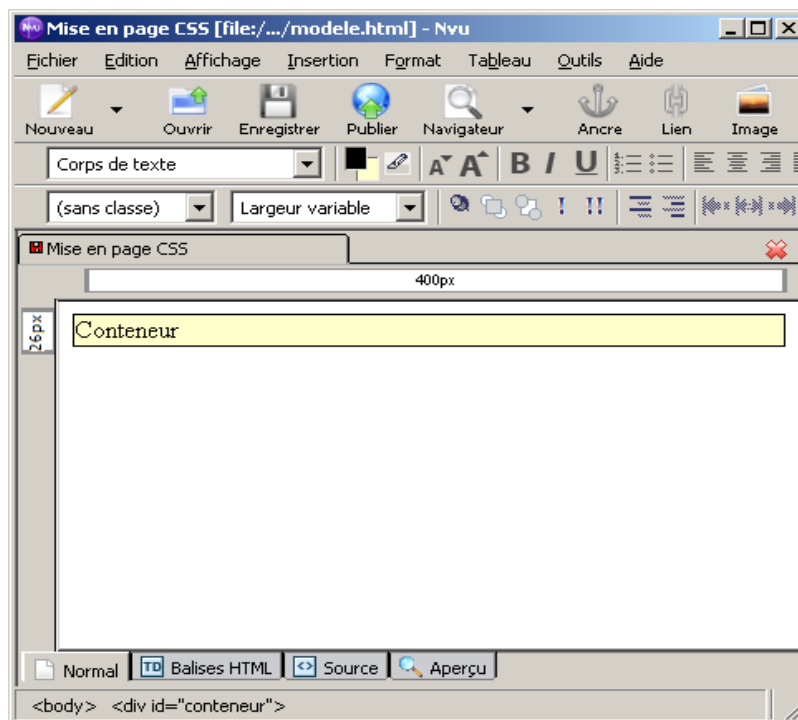 Mise en page CSS [file:/.../modele.html] - Nvu
Fichier Edition Affichage Insertion Format Tableau Outils Aide
Nouveau Ouvrir Enregistrer Publier Navigateur Ancre Lien Image
Corps de texte A A B I U
(sans classe) Largeur variable ! !!
Mise en page CSS
400px
26px
Conteneur
Normal TD Balises HTML <> Source Aperçu
<body> <div id="conteneur">